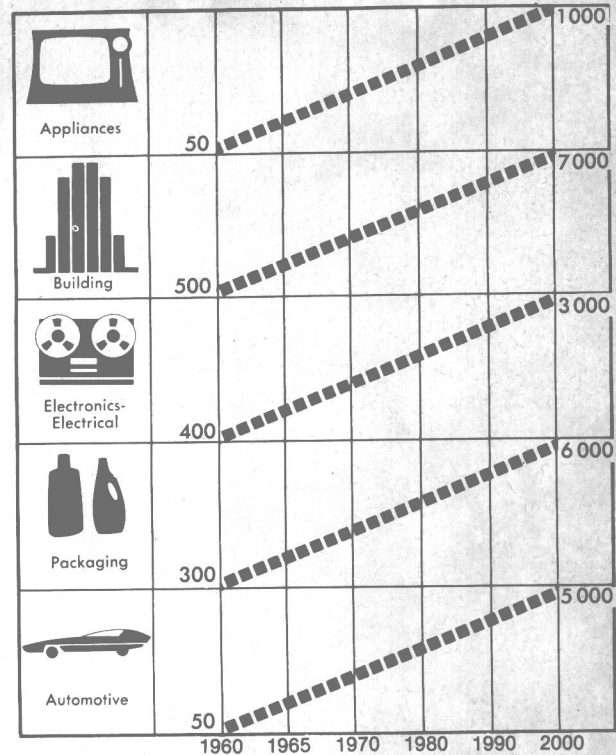 1000
Appliances
50
7000
Building
500
3000
Electronics-
Electrical
400
6000
Packaging
300
5000
Automotive
50
1960 1965 1970 1980 1990 2000